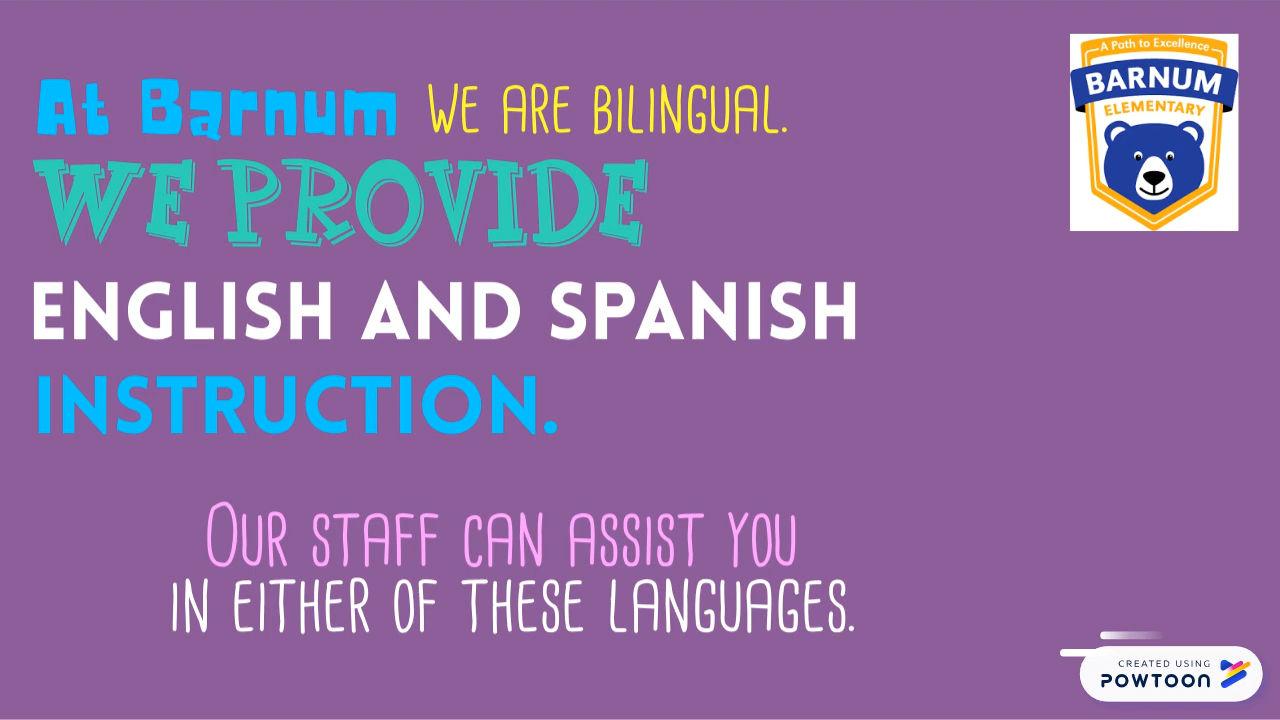 At Barnum WE ARE BILINGUAL.
WE PROVIDE
ENGLISH AND SPANISH
INSTRUCTION.
OUR STAFF CAN ASSIST YOU
IN EITHER OF THESE LANGUAGES.
A Path to Excellence
BARNUM
ELEMENTARY
CREATED USING
POWTOON